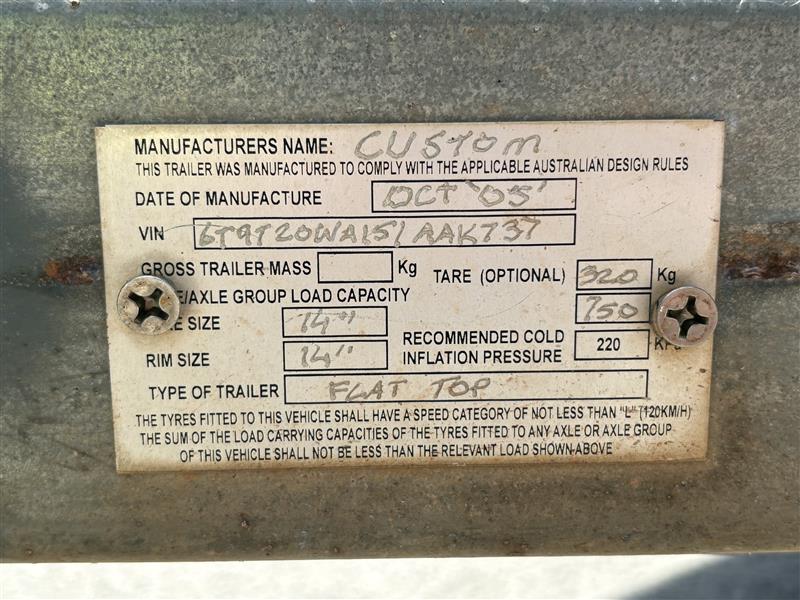 MANUFACTURERS NAME: CUSTOM
THIS TRAILER WAS MANUFACTURED TO COMPLY WITH THE APPLICABLE AUSTRALIAN DESIGN RULES
DATE OF MANUFACTURE OCT '05'
VIN 6T9T20WA151AAK737
GROSS TRAILER MASS Kg TARE (OPTIONAL) 320 Kg
E/AXLE GROUP LOAD CAPACITY 750
SIZE 14"
RECOMMENDED COLD
RIM SIZE 14" INFLATION PRESSURE 220 KPa
TYPE OF TRAILER FLAT TOP
THE TYRES FITTED TO THIS VEHICLE SHALL HAVE A SPEED CATEGORY OF NOT LESS THAN "L" (120KM/H)
THE SUM OF THE LOAD CARRYING CAPACITIES OF THE TYRES FITTED TO ANY AXLE OR AXLE GROUP
OF THIS VEHICLE SHALL NOT BE LESS THAN THE RELEVANT LOAD SHOWN ABOVE